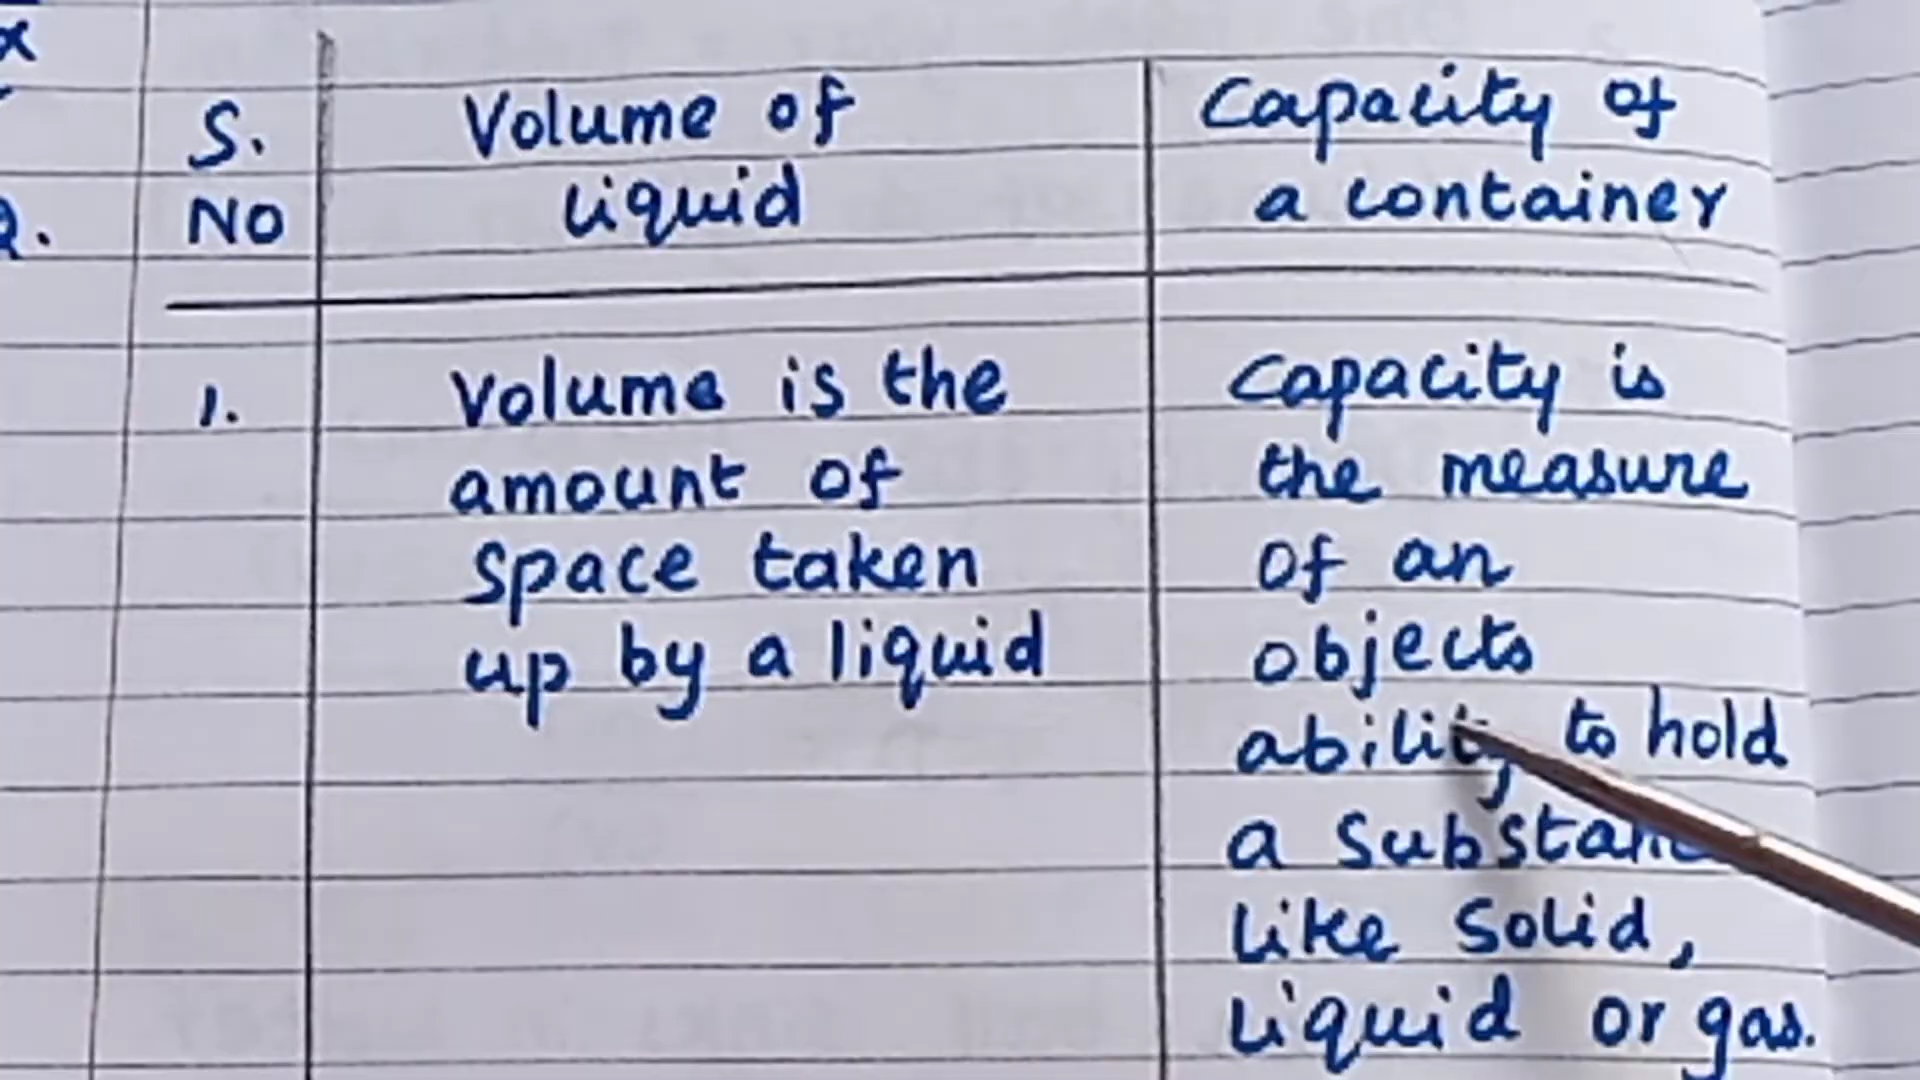 S. Volume of Capacity of
No liquid a container
1. Volume is the Capacity is
amount of the measure
space taken of an
up by a liquid objects
ability to hold
a
like solid,
liquid or gas.